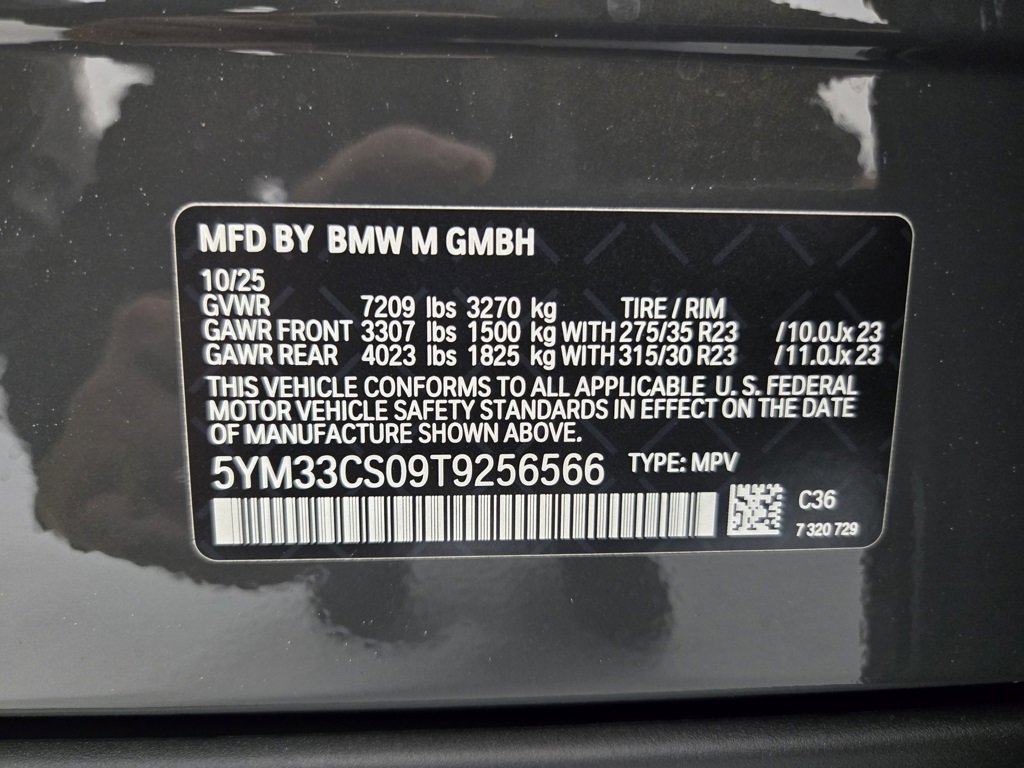 MFD BY BMW M GMBH
10/25
GVWR 7209 lbs 3270 kg TIRE / RIM
GAWR FRONT 3307 lbs 1500 kg WITH 275/35 R23 /10.0Jx 23
GAWR REAR 4023 lbs 1825 kg WITH 315/30 R23 /11.0Jx 23
THIS VEHICLE CONFORMS TO ALL APPLICABLE U.S. FEDERAL
MOTOR VEHICLE SAFETY STANDARDS IN EFFECT ON THE DATE
OF MANUFACTURE SHOWN ABOVE.
5YM33CS09T9256566 TYPE: MPV
C36
7 320 729